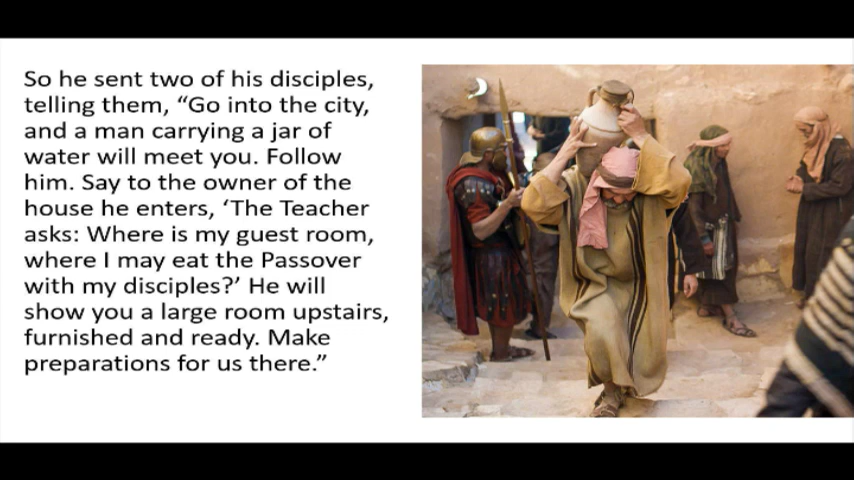 So he sent two of his disciples,
telling them, “Go into the city,
and a man carrying a jar of
water will meet you. Follow
him. Say to the owner of the
house he enters, ‘The Teacher
asks: Where is my guest room,
where I may eat the Passover
with my disciples?’ He will
show you a large room upstairs,
furnished and ready. Make
preparations for us there.”